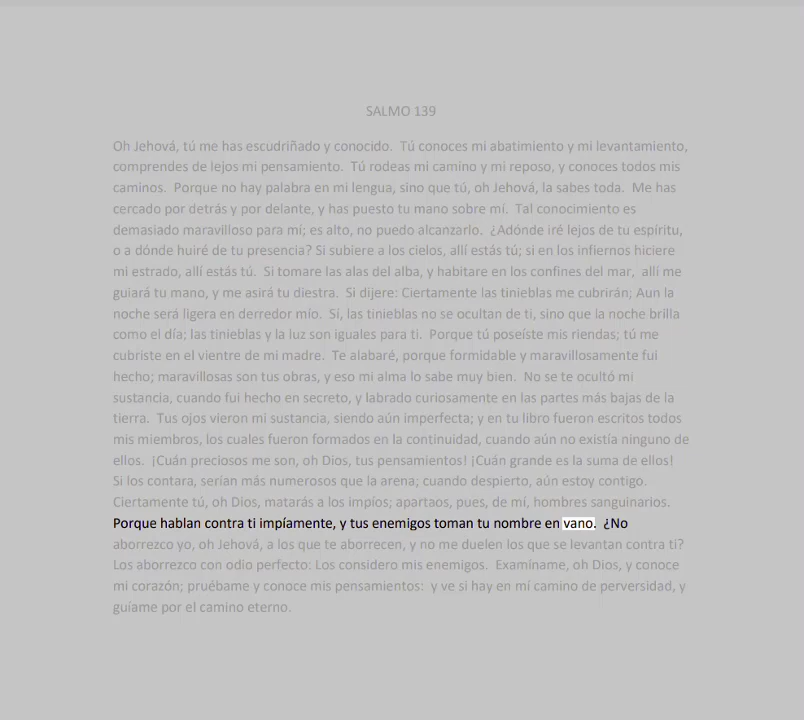 SALMO 139
Oh Jehová, tú me has escudriñado y conocido. Tú conoces mi abatimiento y mi levantamiento,
comprendes de lejos mi pensamiento. Tú rodeas mi camino y mi reposo, y conoces todos mis
caminos. Porque no hay palabra en mi lengua, sino que tú, oh Jehová, la sabes toda. Me has
cercado por detrás y por delante, y has puesto tu mano sobre mí. Tal conocimiento es
demasiado maravilloso para mí; es alto, no puedo alcanzarlo. ¿Adónde iré lejos de tu espíritu,
o a dónde huiré de tu presencia? Si subiere a los cielos, allí estás tú; si en los infiernos hiciere
mi estrado, allí estás tú. Si tomare las alas del alba, y habitare en los confines del mar, allí me
guiará tu mano, y me asirá tu diestra. Si dijere: Ciertamente las tinieblas me cubrirán; Aun la
noche será ligera en derredor mío. Sí, las tinieblas no se ocultan de ti, sino que la noche brilla
como el día; las tinieblas y la luz son iguales para ti. Porque tú poseíste mis riendas; tú me
cubriste en el vientre de mi madre. Te alabaré, porque formidable y maravillosamente fui
hecho; maravillosas son tus obras, y eso mi alma lo sabe muy bien. No se te ocultó mi
sustancia, cuando fui hecho en secreto, y labrado curiosamente en las partes más bajas de la
tierra. Tus ojos vieron mi sustancia, siendo aún imperfecta; y en tu libro fueron escritos todos
mis miembros, los cuales fueron formados en la continuidad, cuando aún no existía ninguno de
ellos. ¡Cuán preciosos me son, oh Dios, tus pensamientos! ¡Cuán grande es la suma de ellos!
Si los contara, serían más numerosos que la arena; cuando despierto, aún estoy contigo.
Ciertamente tú, oh Dios, matarás a los impíos; apartaos, pues, de mí, hombres sanguinarios.
Porque hablan contra ti impíamente, y tus enemigos toman tu nombre en vano. ¿No
aborrezco yo, oh Jehová, a los que te aborrecen, y no me duelen los que se levantan contra ti?
Los aborrezco con odio perfecto: Los considero mis enemigos. Examíname, oh Dios, y conoce
mi corazón; pruébame y conoce mis pensamientos: y ve si hay en mí camino de perversidad, y
guíame por el camino eterno.